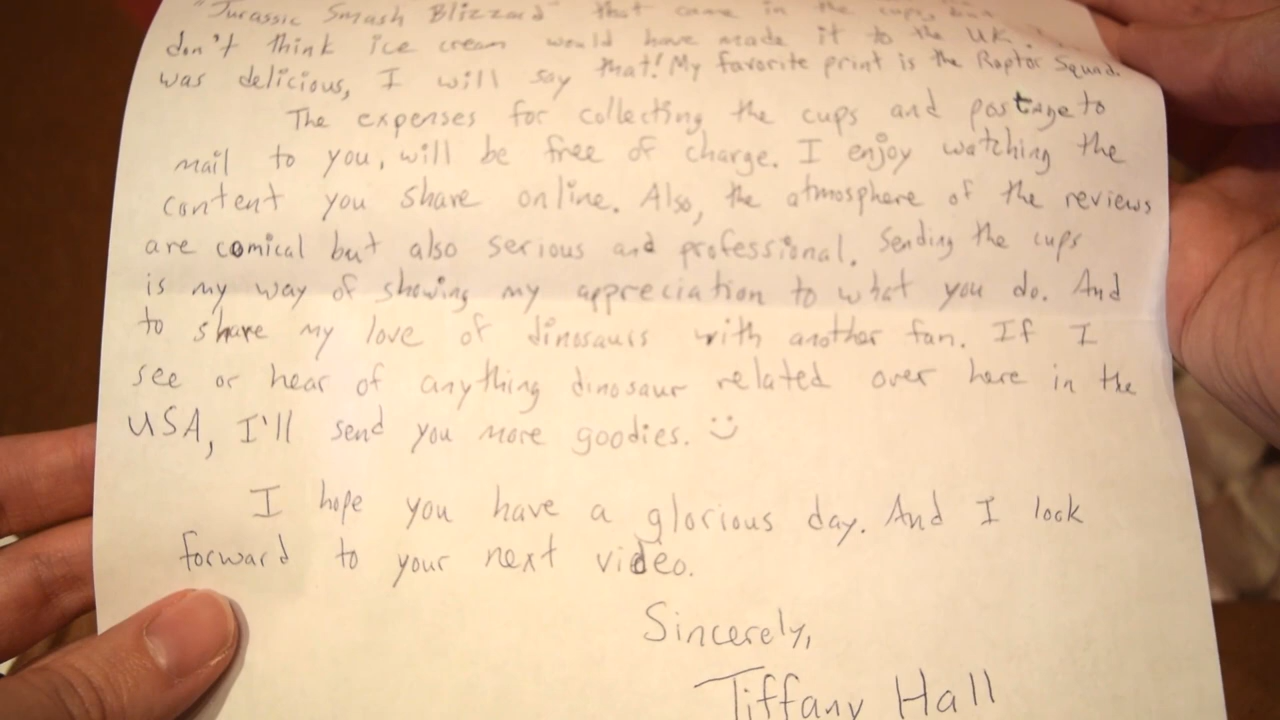 "Jurassic Smash Blizzard" that came in the cups, but
don't think ice cream would have made it to the UK.
was delicious, I will say that! My favorite print is the Raptor Squad.
The expenses for collecting the cups and postage to
mail to you, will be free of charge. I enjoy watching the
content you share online. Also, the atmosphere of the reviews
are comical but also serious and professional. Sending the cups
is my way of showing my appreciation to what you do. And
to share my love of dinosaurs with another fan. If I
see or hear of anything dinosaur related over here in the
USA, I'll send you more goodies. :)
I hope you have a glorious day. And I look
forward to your next video.
Sincerely,
Tiffany Hall